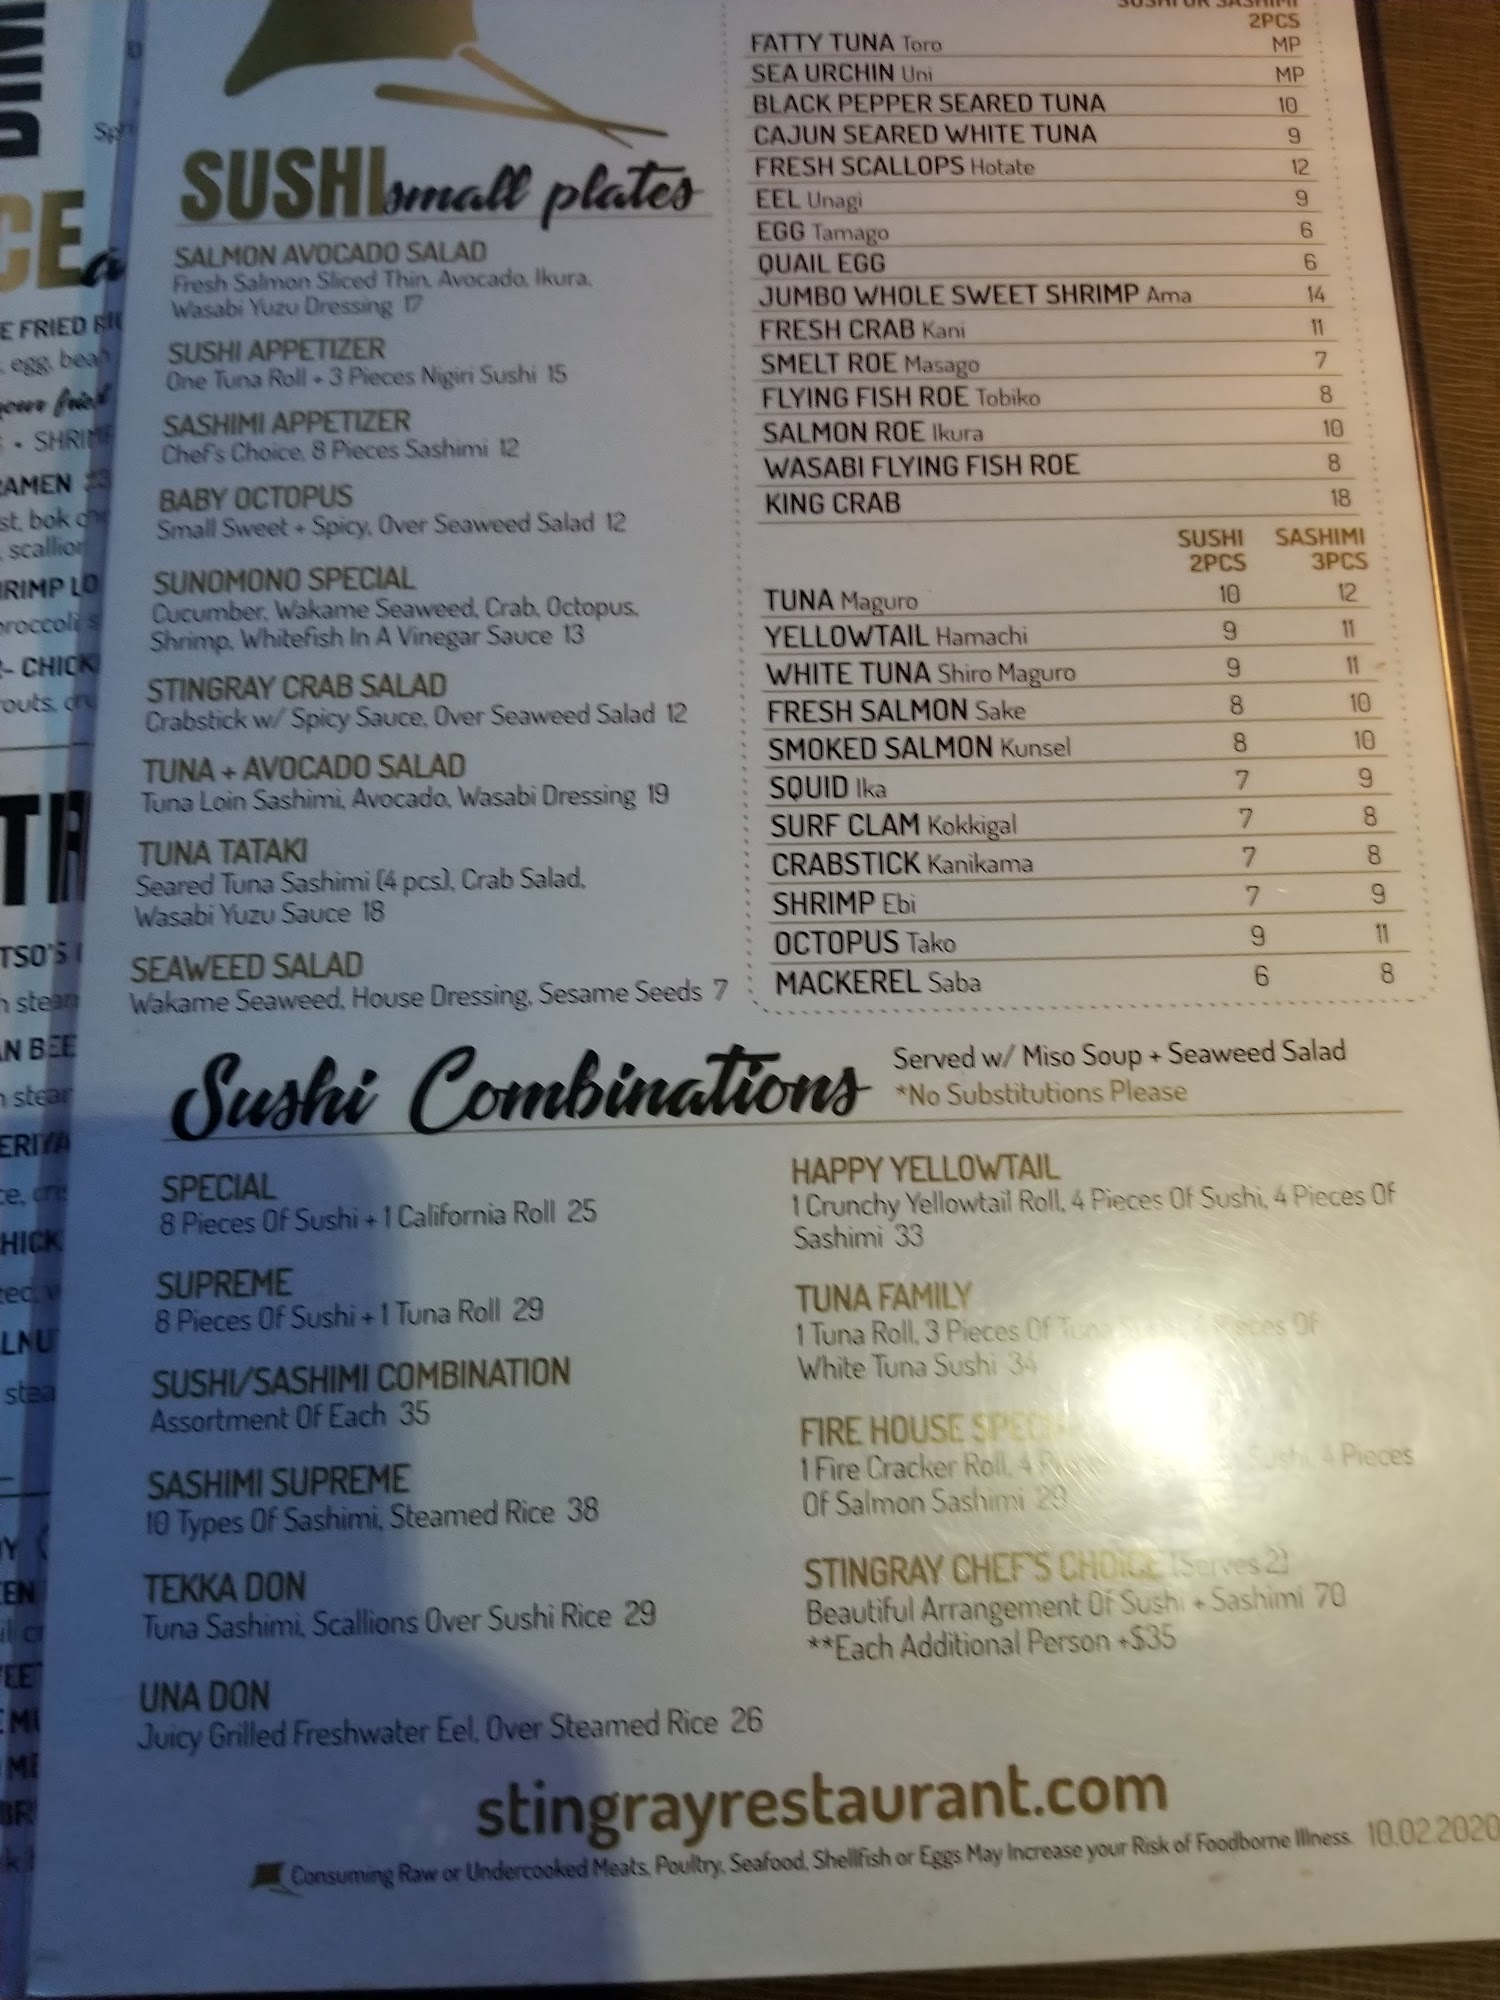 SUSHI small plates
SALMON AVOCADO SALAD
Fresh Salmon Sliced Thin, Avocado, Ikura,
Wasabi Yuzu Dressing 17
SUSHI APPETIZER
One Tuna Roll + 3 Pieces Nigiri Sushi 15
SASHIMI APPETIZER
Chef's Choice, 8 Pieces Sashimi 12
BABY OCTOPUS
Small Sweet + Spicy, Over Seaweed Salad 12
SUNOMONO SPECIAL
Cucumber, Wakame Seaweed, Crab, Octopus,
Shrimp, Whitefish In A Vinegar Sauce 13
STINGRAY CRAB SALAD
Crabstick w/ Spicy Sauce, Over Seaweed Salad 12
TUNA + AVOCADO SALAD
Tuna Loin Sashimi, Avocado, Wasabi Dressing 19
TUNA TATAKI
Seared Tuna Sashimi (4 pcs), Crab Salad,
Wasabi Yuzu Sauce 18
SEAWEED SALAD
Wakame Seaweed, House Dressing, Sesame Seeds 7
SUSHI OR SASHIMI
2PCS
FATTY TUNA Toro MP
SEA URCHIN Uni MP
BLACK PEPPER SEARED TUNA 10
CAJUN SEARED WHITE TUNA 9
FRESH SCALLOPS Hotate 12
EEL Unagi 9
EGG Tamago 6
QUAIL EGG 6
JUMBO WHOLE SWEET SHRIMP Ama 14
FRESH CRAB Kani 11
SMELT ROE Masago 7
FLYING FISH ROE Tobiko 8
SALMON ROE Ikura 10
WASABI FLYING FISH ROE 8
KING CRAB 18
SUSHI SASHIMI
2PCS 3PCS
TUNA Maguro 10 12
YELLOWTAIL Hamachi 9 11
WHITE TUNA Shiro Maguro 9 11
FRESH SALMON Sake 8 10
SMOKED SALMON Kunsel 8 10
SQUID Ika 7 9
SURF CLAM Kokkigal 7 8
CRABSTICK Kanikama 7 8
SHRIMP Ebi 7 9
OCTOPUS Tako 9 11
MACKEREL Saba 6 8
Sushi Combinations
Served w/ Miso Soup + Seaweed Salad
*No Substitutions Please
SPECIAL
8 Pieces Of Sushi + 1 California Roll 25
SUPREME
8 Pieces Of Sushi + 1 Tuna Roll 29
SUSHI/SASHIMI COMBINATION
Assortment Of Each 35
SASHIMI SUPREME
10 Types Of Sashimi, Steamed Rice 38
TEKKA DON
Tuna Sashimi, Scallions Over Sushi Rice 29
UNA DON
Juicy Grilled Freshwater Eel, Over Steamed Rice 26
HAPPY YELLOWTAIL
1 Crunchy Yellowtail Roll, 4 Pieces Of Sushi, 4 Pieces Of
Sashimi 33
TUNA FAMILY
1 Tuna Roll, 3 Pieces Of Tuna Pieces Of
White Tuna Sushi 34
FIRE HOUSE
1 Fire Cracker Roll, 4 Sushi, 4 Pieces
Of Salmon Sashimi 29
STINGRAY CHEF'S CHOICE (Serves 2)
Beautiful Arrangement Of Sushi + Sashimi 70
**Each Additional Person +$35
stingrayrestaurant.com
Consuming Raw or Undercooked Meats, Poultry, Seafood, Shellfish or Eggs May Increase your Risk of Foodborne Illness. 10.02.2020